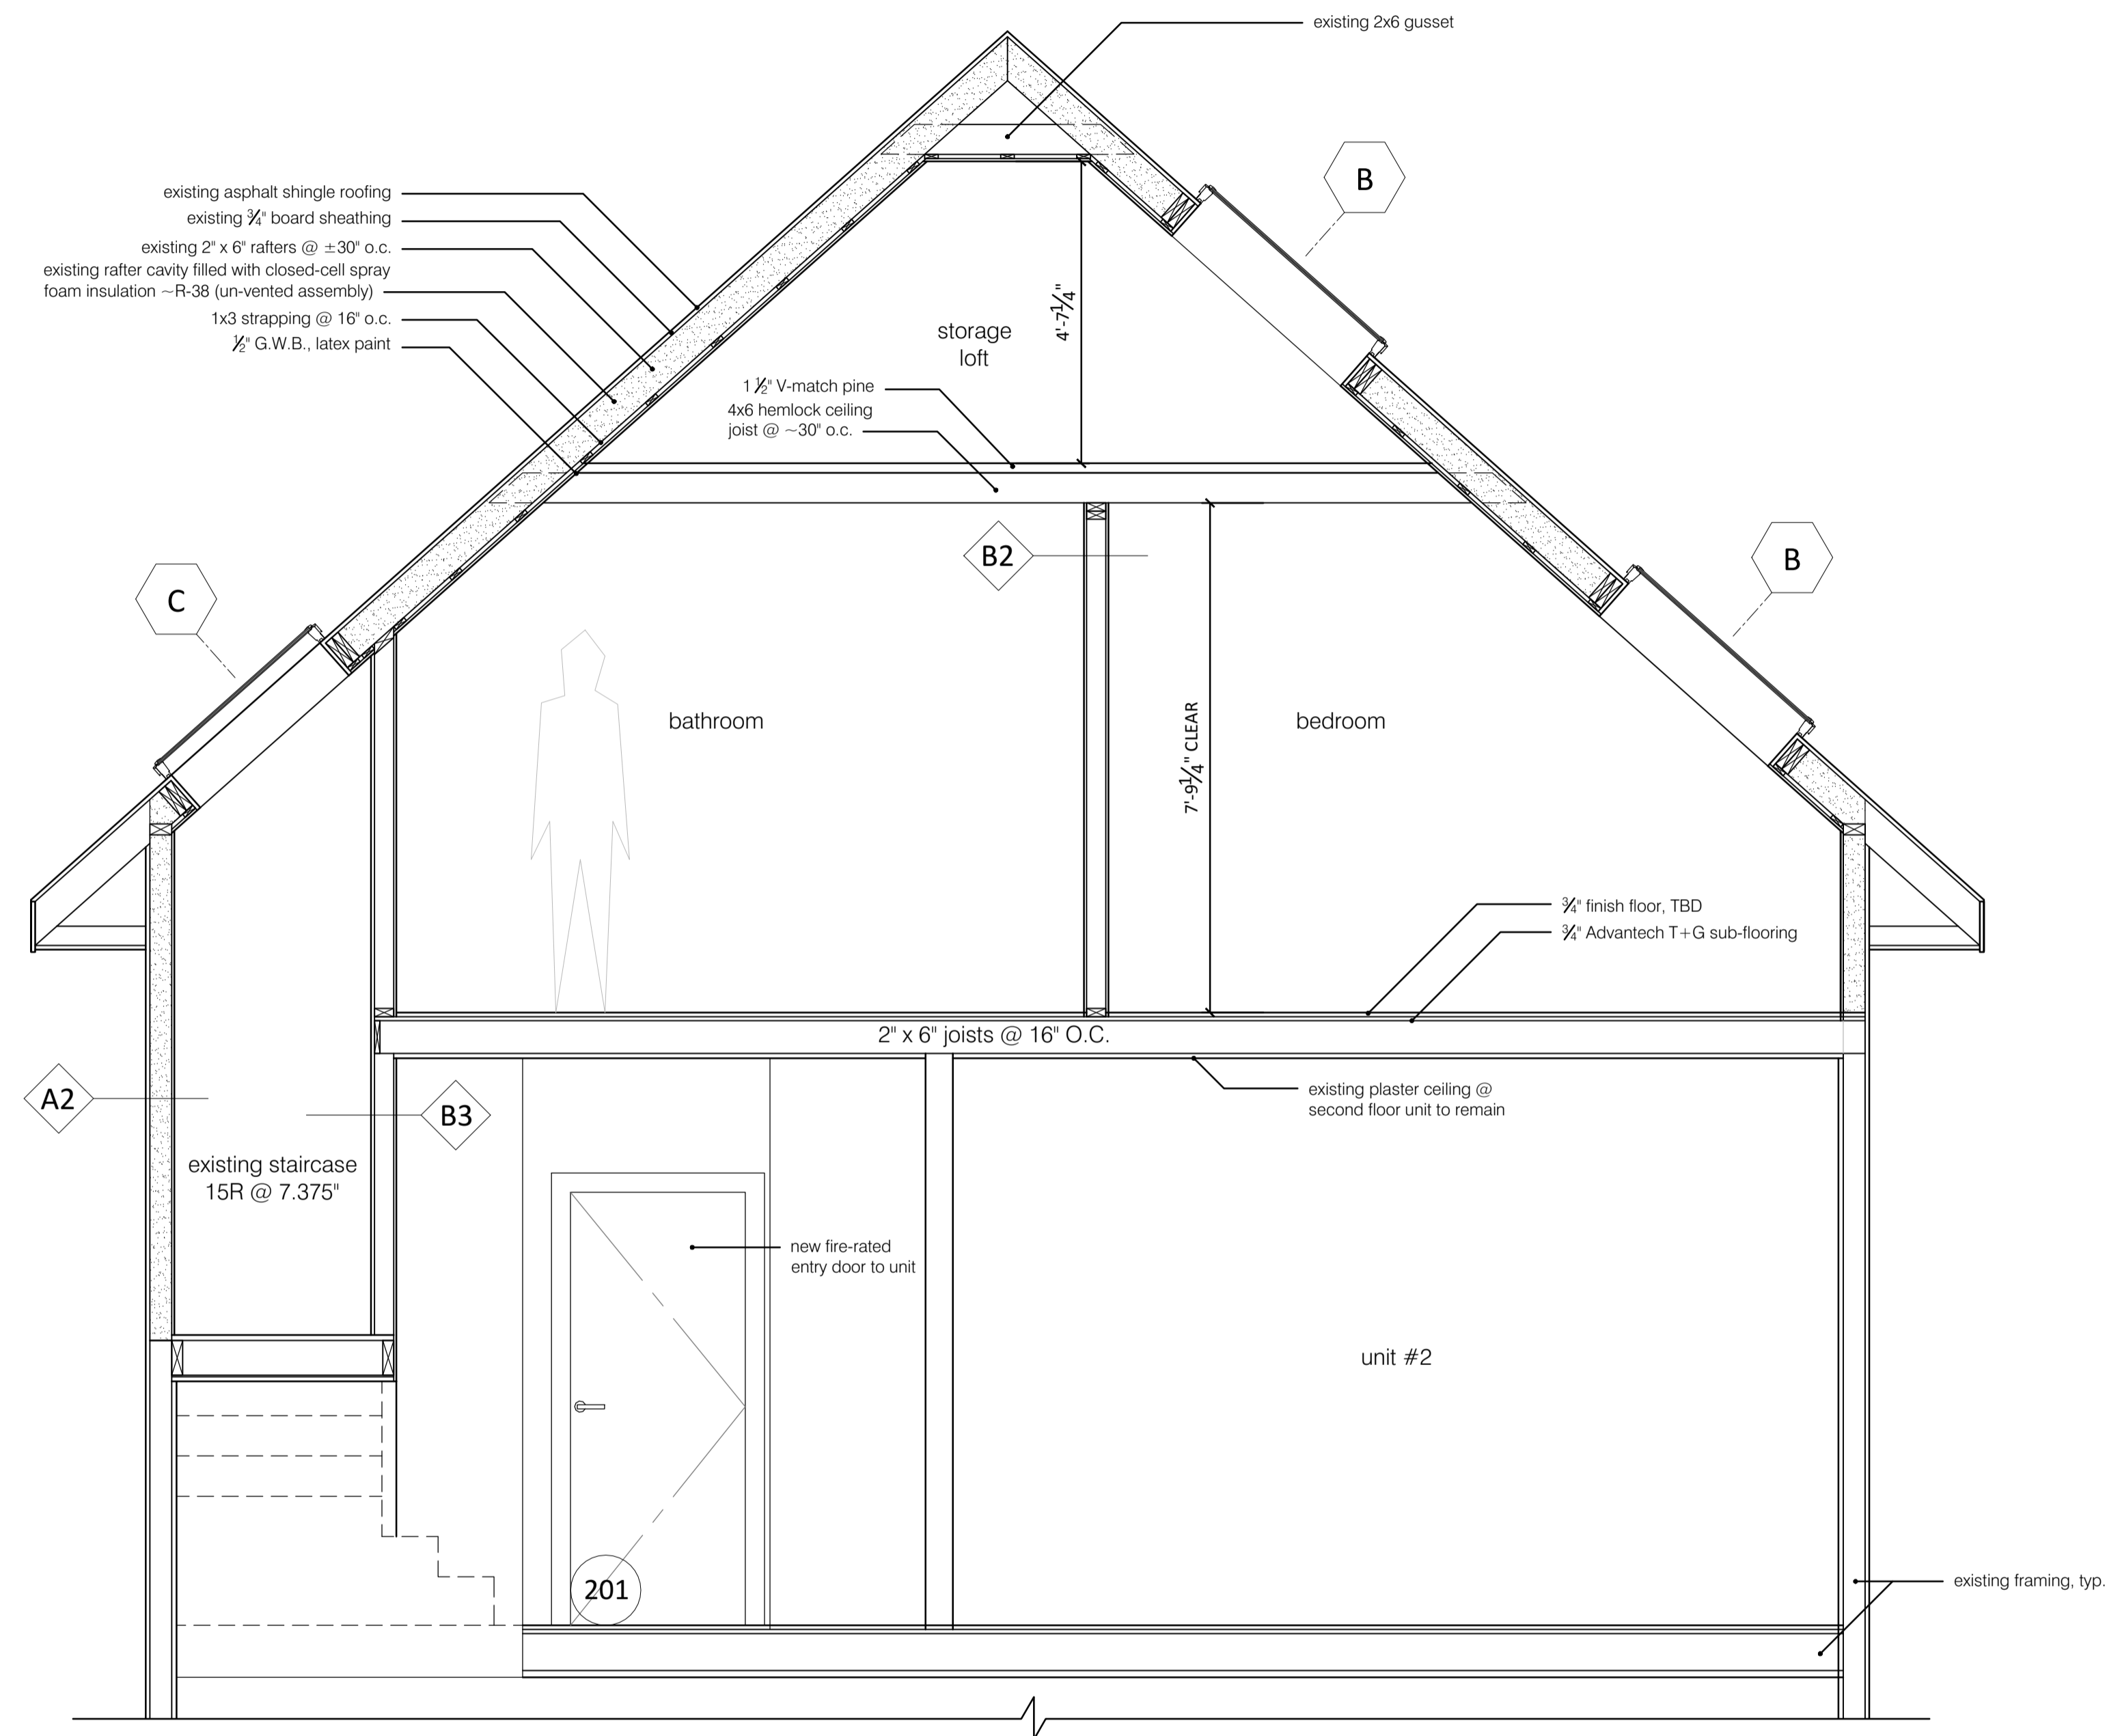 existing 2x6 gusset
B
existing asphalt shingle roofing
existing ¾" board sheathing
existing 2" x 6" rafters @ ±30" o.c.
existing rafter cavity filled with closed-cell spray
foam insulation ~R-38 (un-vented assembly)
1x3 strapping @ 16" o.c.
½" G.W.B., latex paint
storage
loft
4'-7¼"
1 ½" V-match pine
4x6 hemlock ceiling
joist @ ~30" o.c.
B2
B
C
bathroom
7'-9¼" CLEAR
bedroom
¾" finish floor, TBD
¾" Advantech T+G sub-flooring
2" x 6" joists @ 16" O.C.
existing plaster ceiling @
second floor unit to remain
A2
B3
existing staircase
15R @ 7.375"
new fire-rated
entry door to unit
unit #2
201
existing framing, typ.